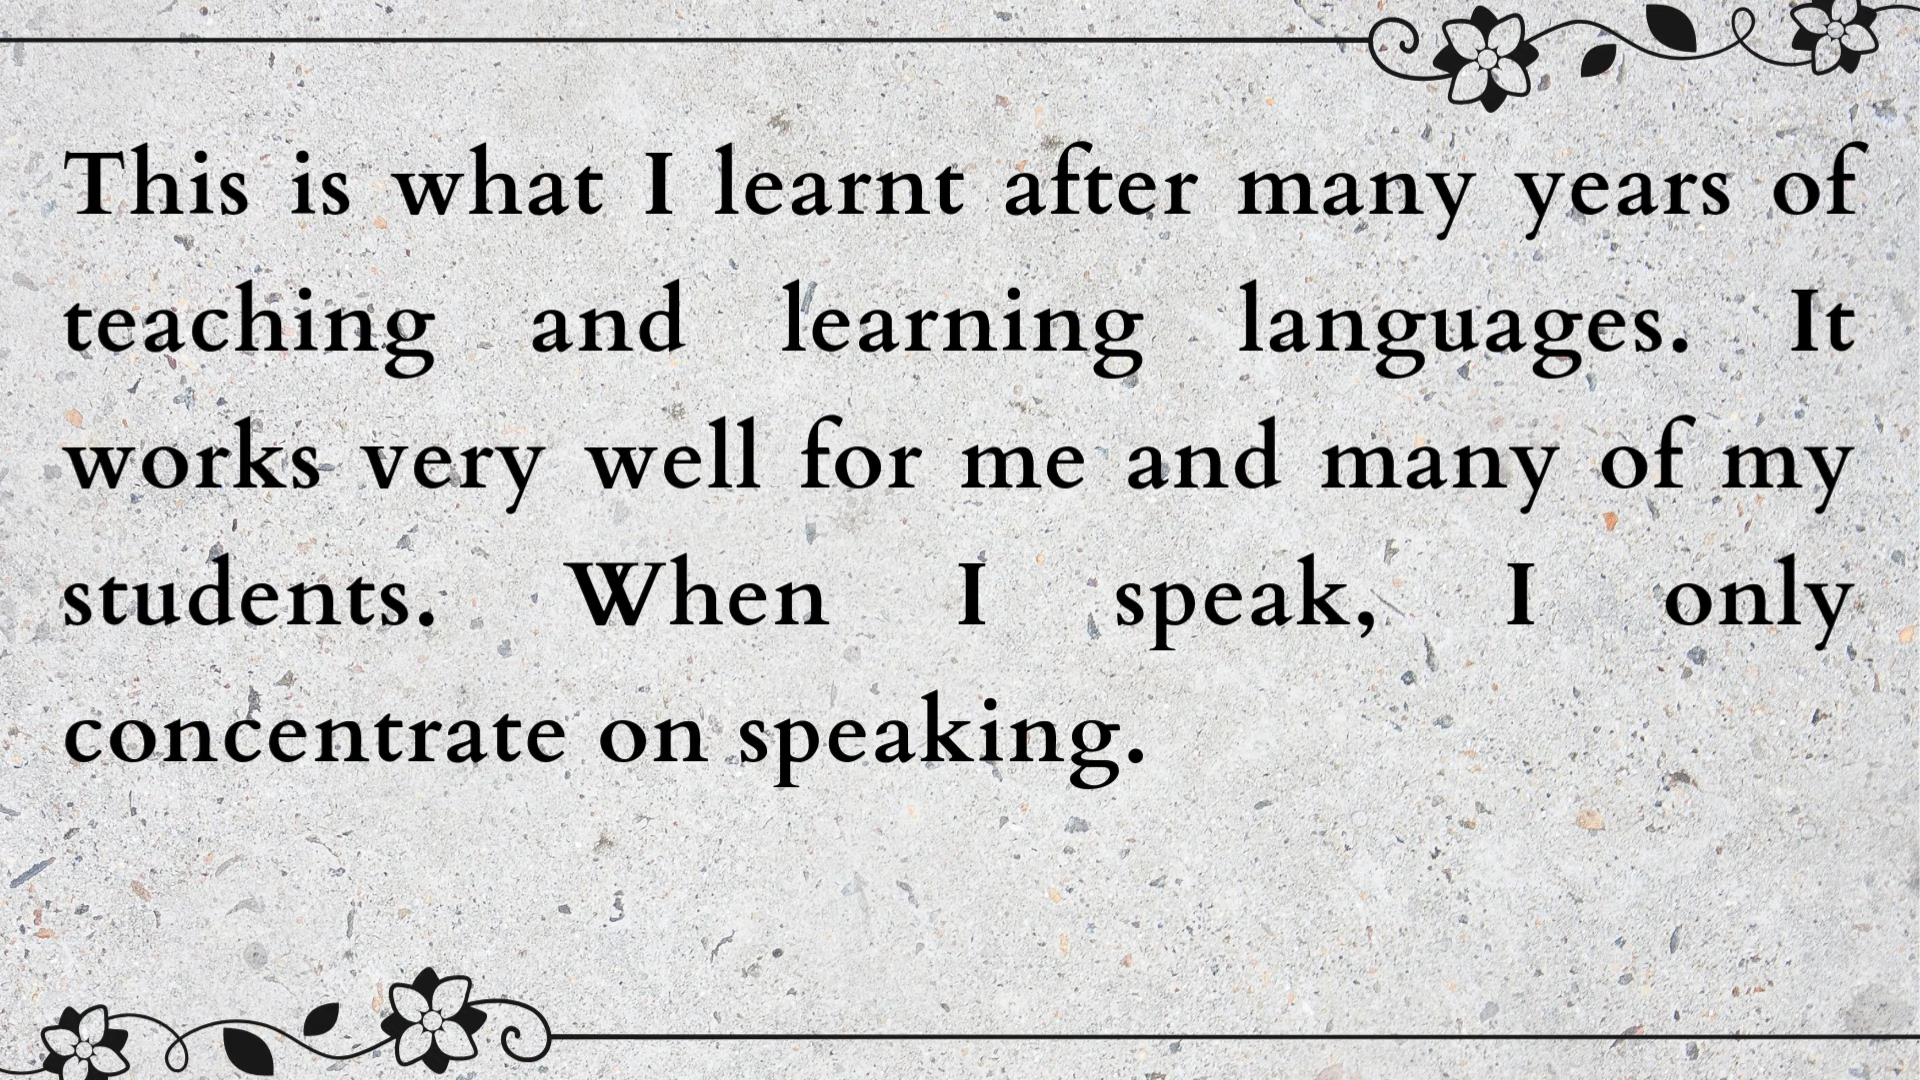 This is what I learnt after many years of
teaching and learning languages. It
works very well for me and many of my
students. When I speak, I only
concentrate on speaking.